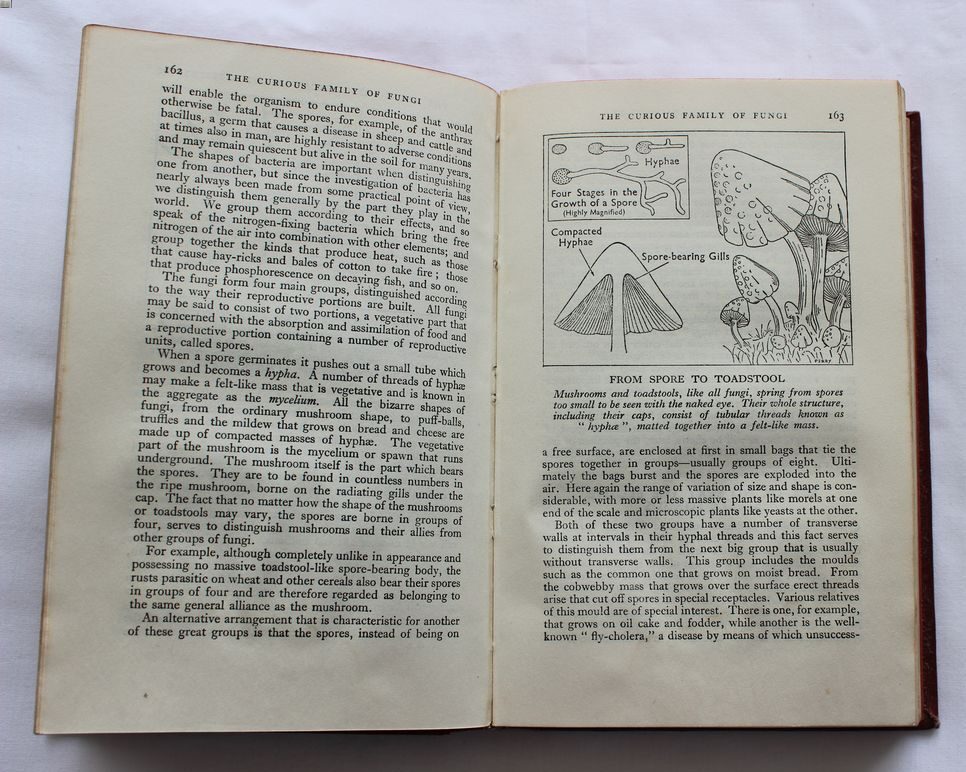 162
THE CURIOUS FAMILY OF FUNGI
will enable the organism to endure conditions that would
otherwise be fatal. The spores, for example, of the anthrax
bacillus, a germ that causes a disease in sheep and cattle and
at times also in man, are highly resistant to adverse conditions
and may remain quiescent but alive in the soil for many years.
The shapes of bacteria are important when distinguishing
one from another, but since the investigation of bacteria has
nearly always been made from some practical point of view,
we distinguish them generally by the part they play in the
world. We group them according to their effects, and so
speak of the nitrogen-fixing bacteria which bring the free
nitrogen of the air into combination with other elements; and
group together the kinds that produce heat, such as those
that cause hay-ricks and bales of cotton to take fire; those
that produce phosphorescence on decaying fish, and so on.
The fungi form four main groups, distinguished according
to the way their reproductive portions are built. All fungi
may be said to consist of two portions, a vegetative part that
is concerned with the absorption and assimilation of food and
a reproductive portion containing a number of reproductive
units, called spores.
When a spore germinates it pushes out a small tube which
grows and becomes a hypha. A number of threads of hyphæ
may make a felt-like mass that is vegetative and is known in
the aggregate as the mycelium. All the bizarre shapes of
fungi, from the ordinary mushroom shape, to puff-balls,
truffles and the mildew that grows on bread and cheese are
made up of compacted masses of hyphæ. The vegetative
part of the mushroom is the mycelium or spawn that runs
underground. The mushroom itself is the part which bears
the spores. They are to be found in countless numbers in
the ripe mushroom, borne on the radiating gills under the
cap. The fact that no matter how the shape of the mushrooms
or toadstools may vary, the spores are borne in groups of
four, serves to distinguish mushrooms and their allies from
other groups of fungi.
For example, although completely unlike in appearance and
possessing no massive toadstool-like spore-bearing body, the
rusts parasitic on wheat and other cereals also bear their spores
in groups of four and are therefore regarded as belonging to
the same general alliance as the mushroom.
An alternative arrangement that is characteristic for another
of these great groups is that the spores, instead of being on
THE CURIOUS FAMILY OF FUNGI
163
Hyphae
Four Stages in the
Growth of a Spore
(Highly Magnified)
Compacted
Hyphae
Spore-bearing Gills
FROM SPORE TO TOADSTOOL
Mushrooms and toadstools, like all fungi, spring from spores
too small to be seen with the naked eye. Their whole structure,
including their caps, consist of tubular threads known as
" hyphæ ", matted together into a felt-like mass.
a free surface, are enclosed at first in small bags that tie the
spores together in groups—usually groups of eight. Ulti-
mately the bags burst and the spores are exploded into the
air. Here again the range of variation of size and shape is con-
siderable, with more or less massive plants like morels at one
end of the scale and microscopic plants like yeasts at the other.
Both of these two groups have a number of transverse
walls at intervals in their hyphal threads and this fact serves
to distinguish them from the next big group that is usually
without transverse walls. This group includes the moulds
such as the common one that grows on moist bread. From
the cobwebby mass that grows over the surface erect threads
arise that cut off spores in special receptacles. Various relatives
of this mould are of special interest. There is one, for example,
that grows on oil cake and fodder, while another is the well-
known " fly-cholera," a disease by means of which unsuccess-